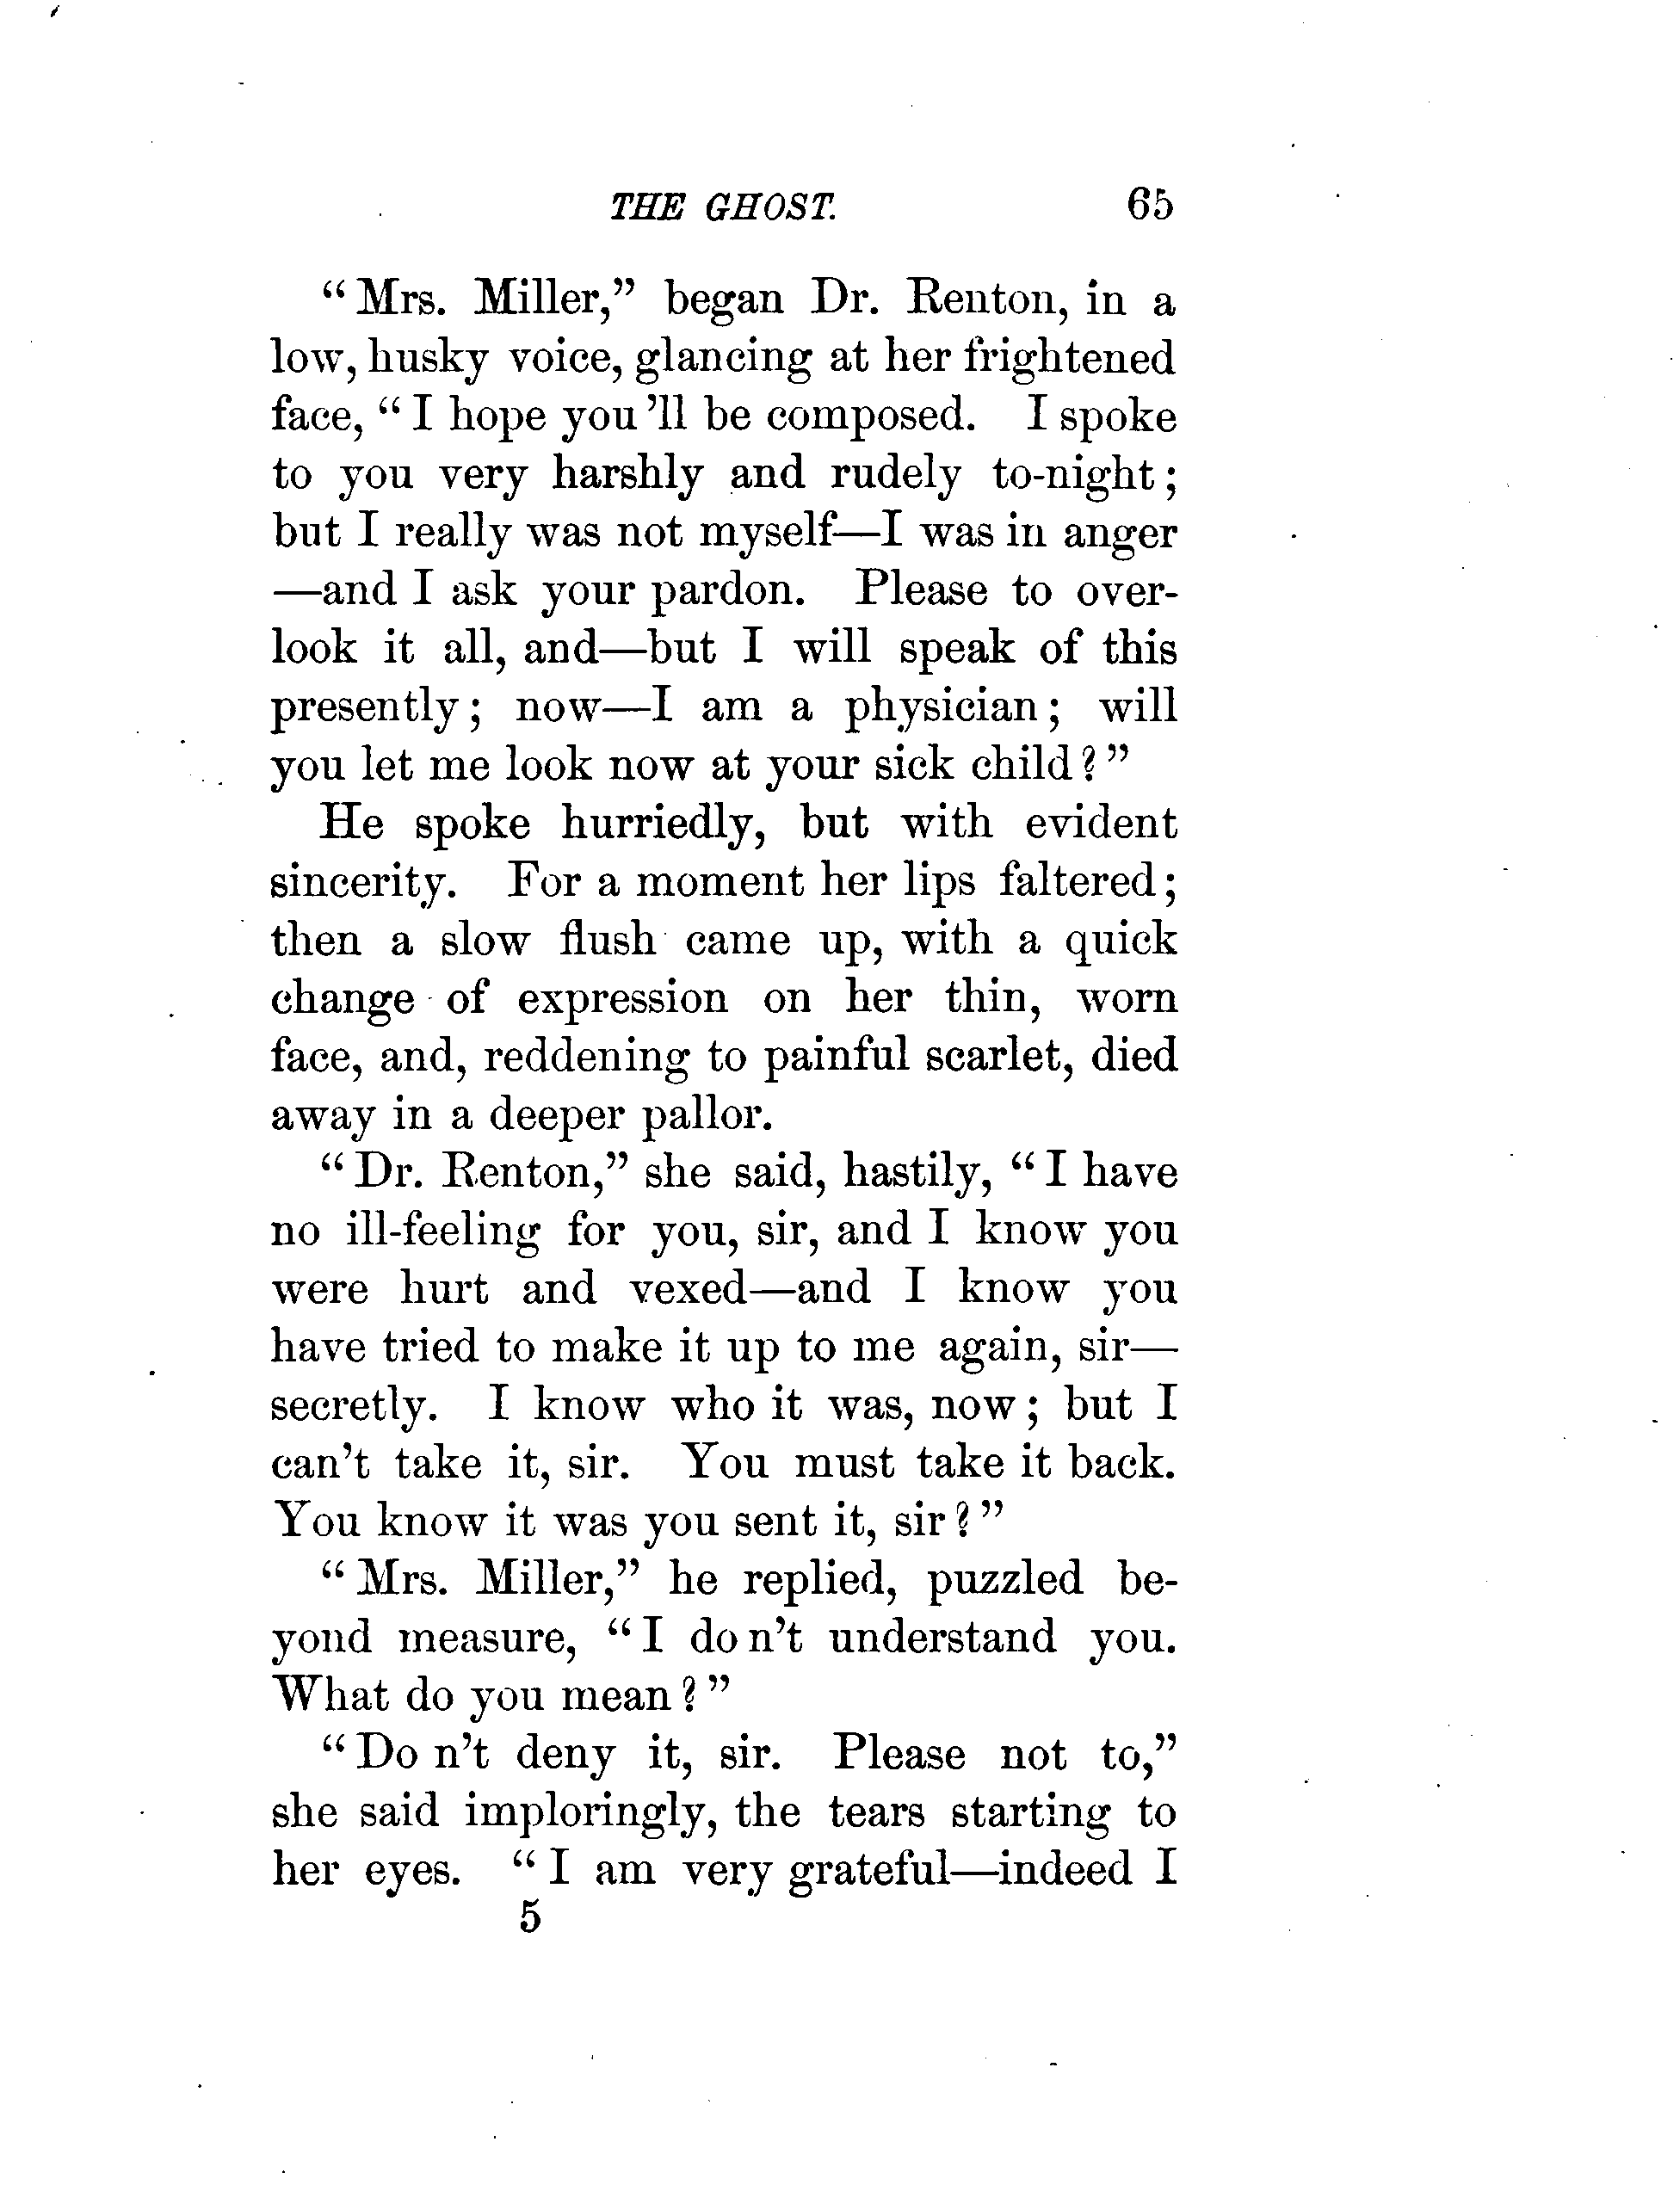 THE GHOST. 65
“Mrs. Miller,” began Dr. Renton, in a
low, husky voice, glancing at her frightened
face, “I hope you 'll be composed. I spoke
to you very harshly and rudely to-night;
but I really was not myself—I was in anger
—and I ask your pardon. Please to over-
look it all, and—but I will speak of this
presently; now—I am a physician; will
you let me look now at your sick child?”
He spoke hurriedly, but with evident
sincerity. For a moment her lips faltered;
then a slow flush came up, with a quick
change of expression on her thin, worn
face, and, reddening to painful scarlet, died
away in a deeper pallor.
“Dr. Renton,” she said, hastily, “I have
no ill-feeling for you, sir, and I know you
were hurt and vexed—and I know you
have tried to make it up to me again, sir—
secretly. I know who it was, now; but I
can't take it, sir. You must take it back.
You know it was you sent it, sir?”
“Mrs. Miller,” he replied, puzzled be-
yond measure, “I do n't understand you.
What do you mean?”
“Do n't deny it, sir. Please not to,”
she said imploringly, the tears starting to
her eyes. “I am very grateful—indeed I
5